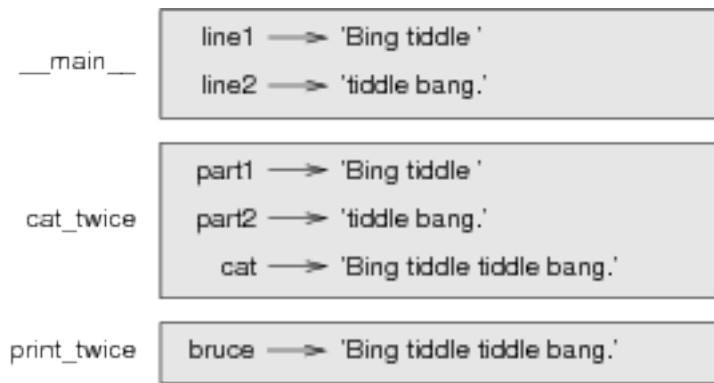 __main__
line1 'Bing tiddle '
line2 'tiddle bang.'
cat_twice
part1 'Bing tiddle '
part2 'tiddle bang.'
cat 'Bing tiddle tiddle bang.'
print_twice
bruce 'Bing tiddle tiddle bang.'